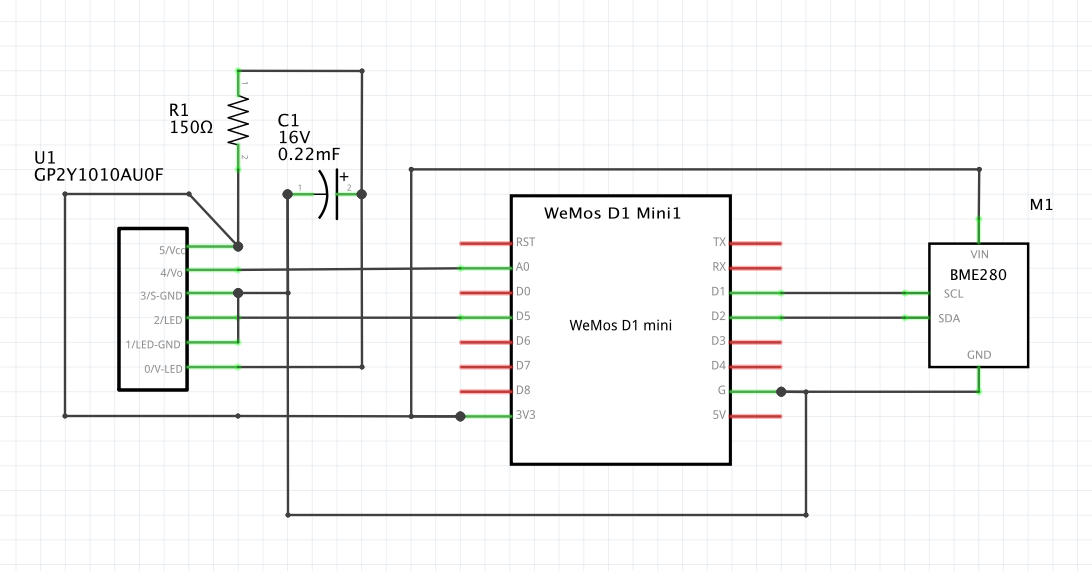 R1
150Ω
1
2
C1
16V
0.22mF
+
1
2
U1
GP2Y1010AU0F
5/Vcc
4/Vo
3/S-GND
2/LED
1/LED-GND
0/V-LED
WeMos D1 Mini1
RST
A0
D0
D5
D6
D7
D8
3V3
WeMos D1 mini
TX
RX
D1
D2
D3
D4
G
5V
M1
VIN
BME280
SCL
SDA
GND